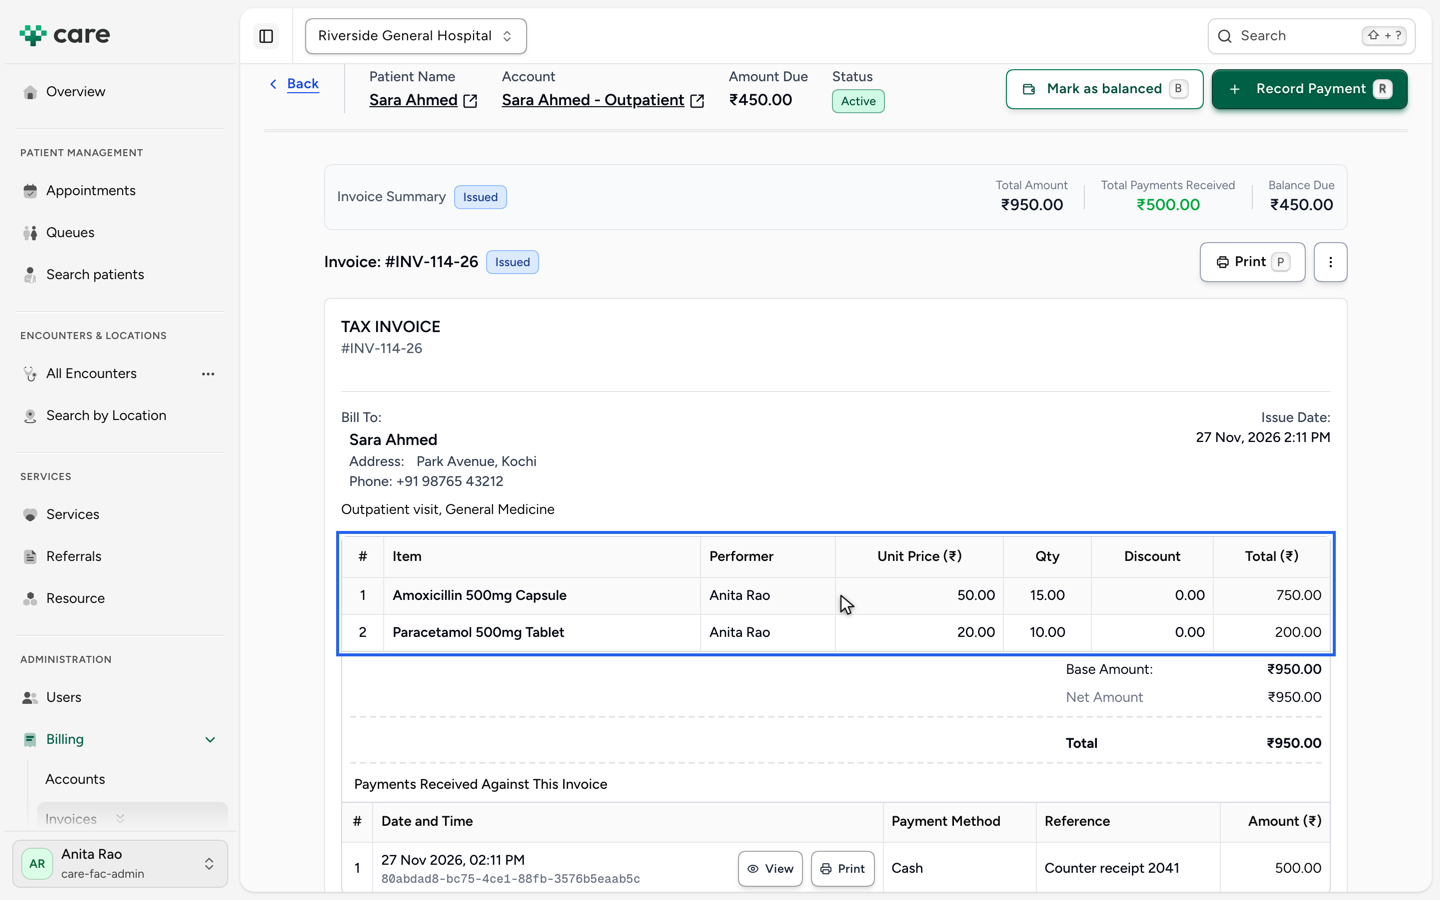 care
Overview
PATIENT MANAGEMENT
Appointments
Queues
Search patients
ENCOUNTERS & LOCATIONS
All Encounters
Search by Location
SERVICES
Services
Referrals
Resource
ADMINISTRATION
Users
Billing
Accounts
Invoices
AR Anita Rao
care-fac-admin
Riverside General Hospital
Search + ?
Back
Patient Name Account Amount Due Status
Sara Ahmed Sara Ahmed - Outpatient ₹450.00 Active
Mark as balanced B
+ Record Payment R
Invoice Summary Issued
Total Amount Total Payments Received Balance Due
₹950.00 ₹500.00 ₹450.00
Invoice: #INV-114-26 Issued
Print P
TAX INVOICE
#INV-114-26
Bill To: Issue Date:
Sara Ahmed 27 Nov, 2026 2:11 PM
Address: Park Avenue, Kochi
Phone: +91 98765 43212
Outpatient visit, General Medicine
# Item Performer Unit Price (₹) Qty Discount Total (₹)
1 Amoxicillin 500mg Capsule Anita Rao 50.00 15.00 0.00 750.00
2 Paracetamol 500mg Tablet Anita Rao 20.00 10.00 0.00 200.00
Base Amount: ₹950.00
Net Amount ₹950.00
Total ₹950.00
Payments Received Against This Invoice
# Date and Time Payment Method Reference Amount (₹)
1 27 Nov 2026, 02:11 PM View Print Cash Counter receipt 2041 500.00
80abdad8-bc75-4ce1-88fb-3576b5eaab5c